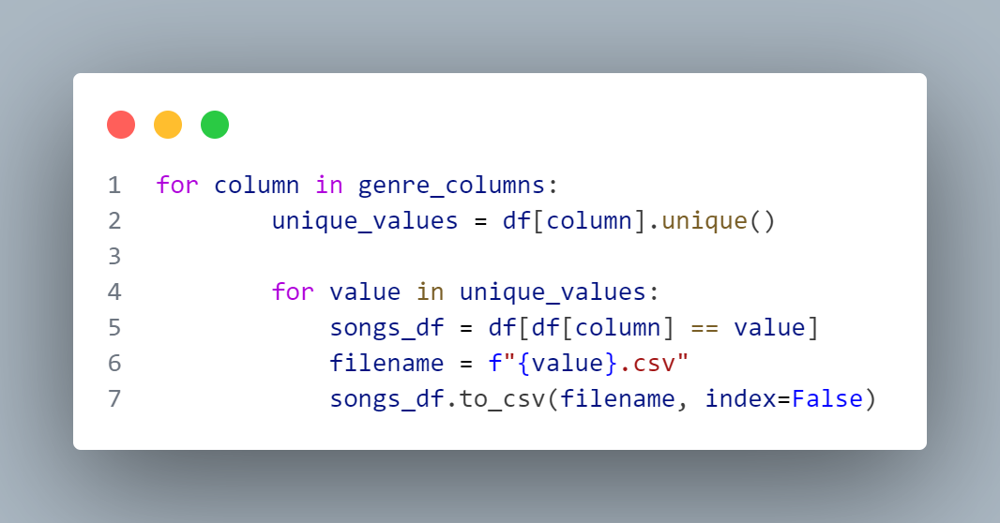 1 for column in genre_columns:
2         unique_values = df[column].unique()
3
4         for value in unique_values:
5             songs_df = df[df[column] == value]
6             filename = f"{value}.csv"
7             songs_df.to_csv(filename, index=False)